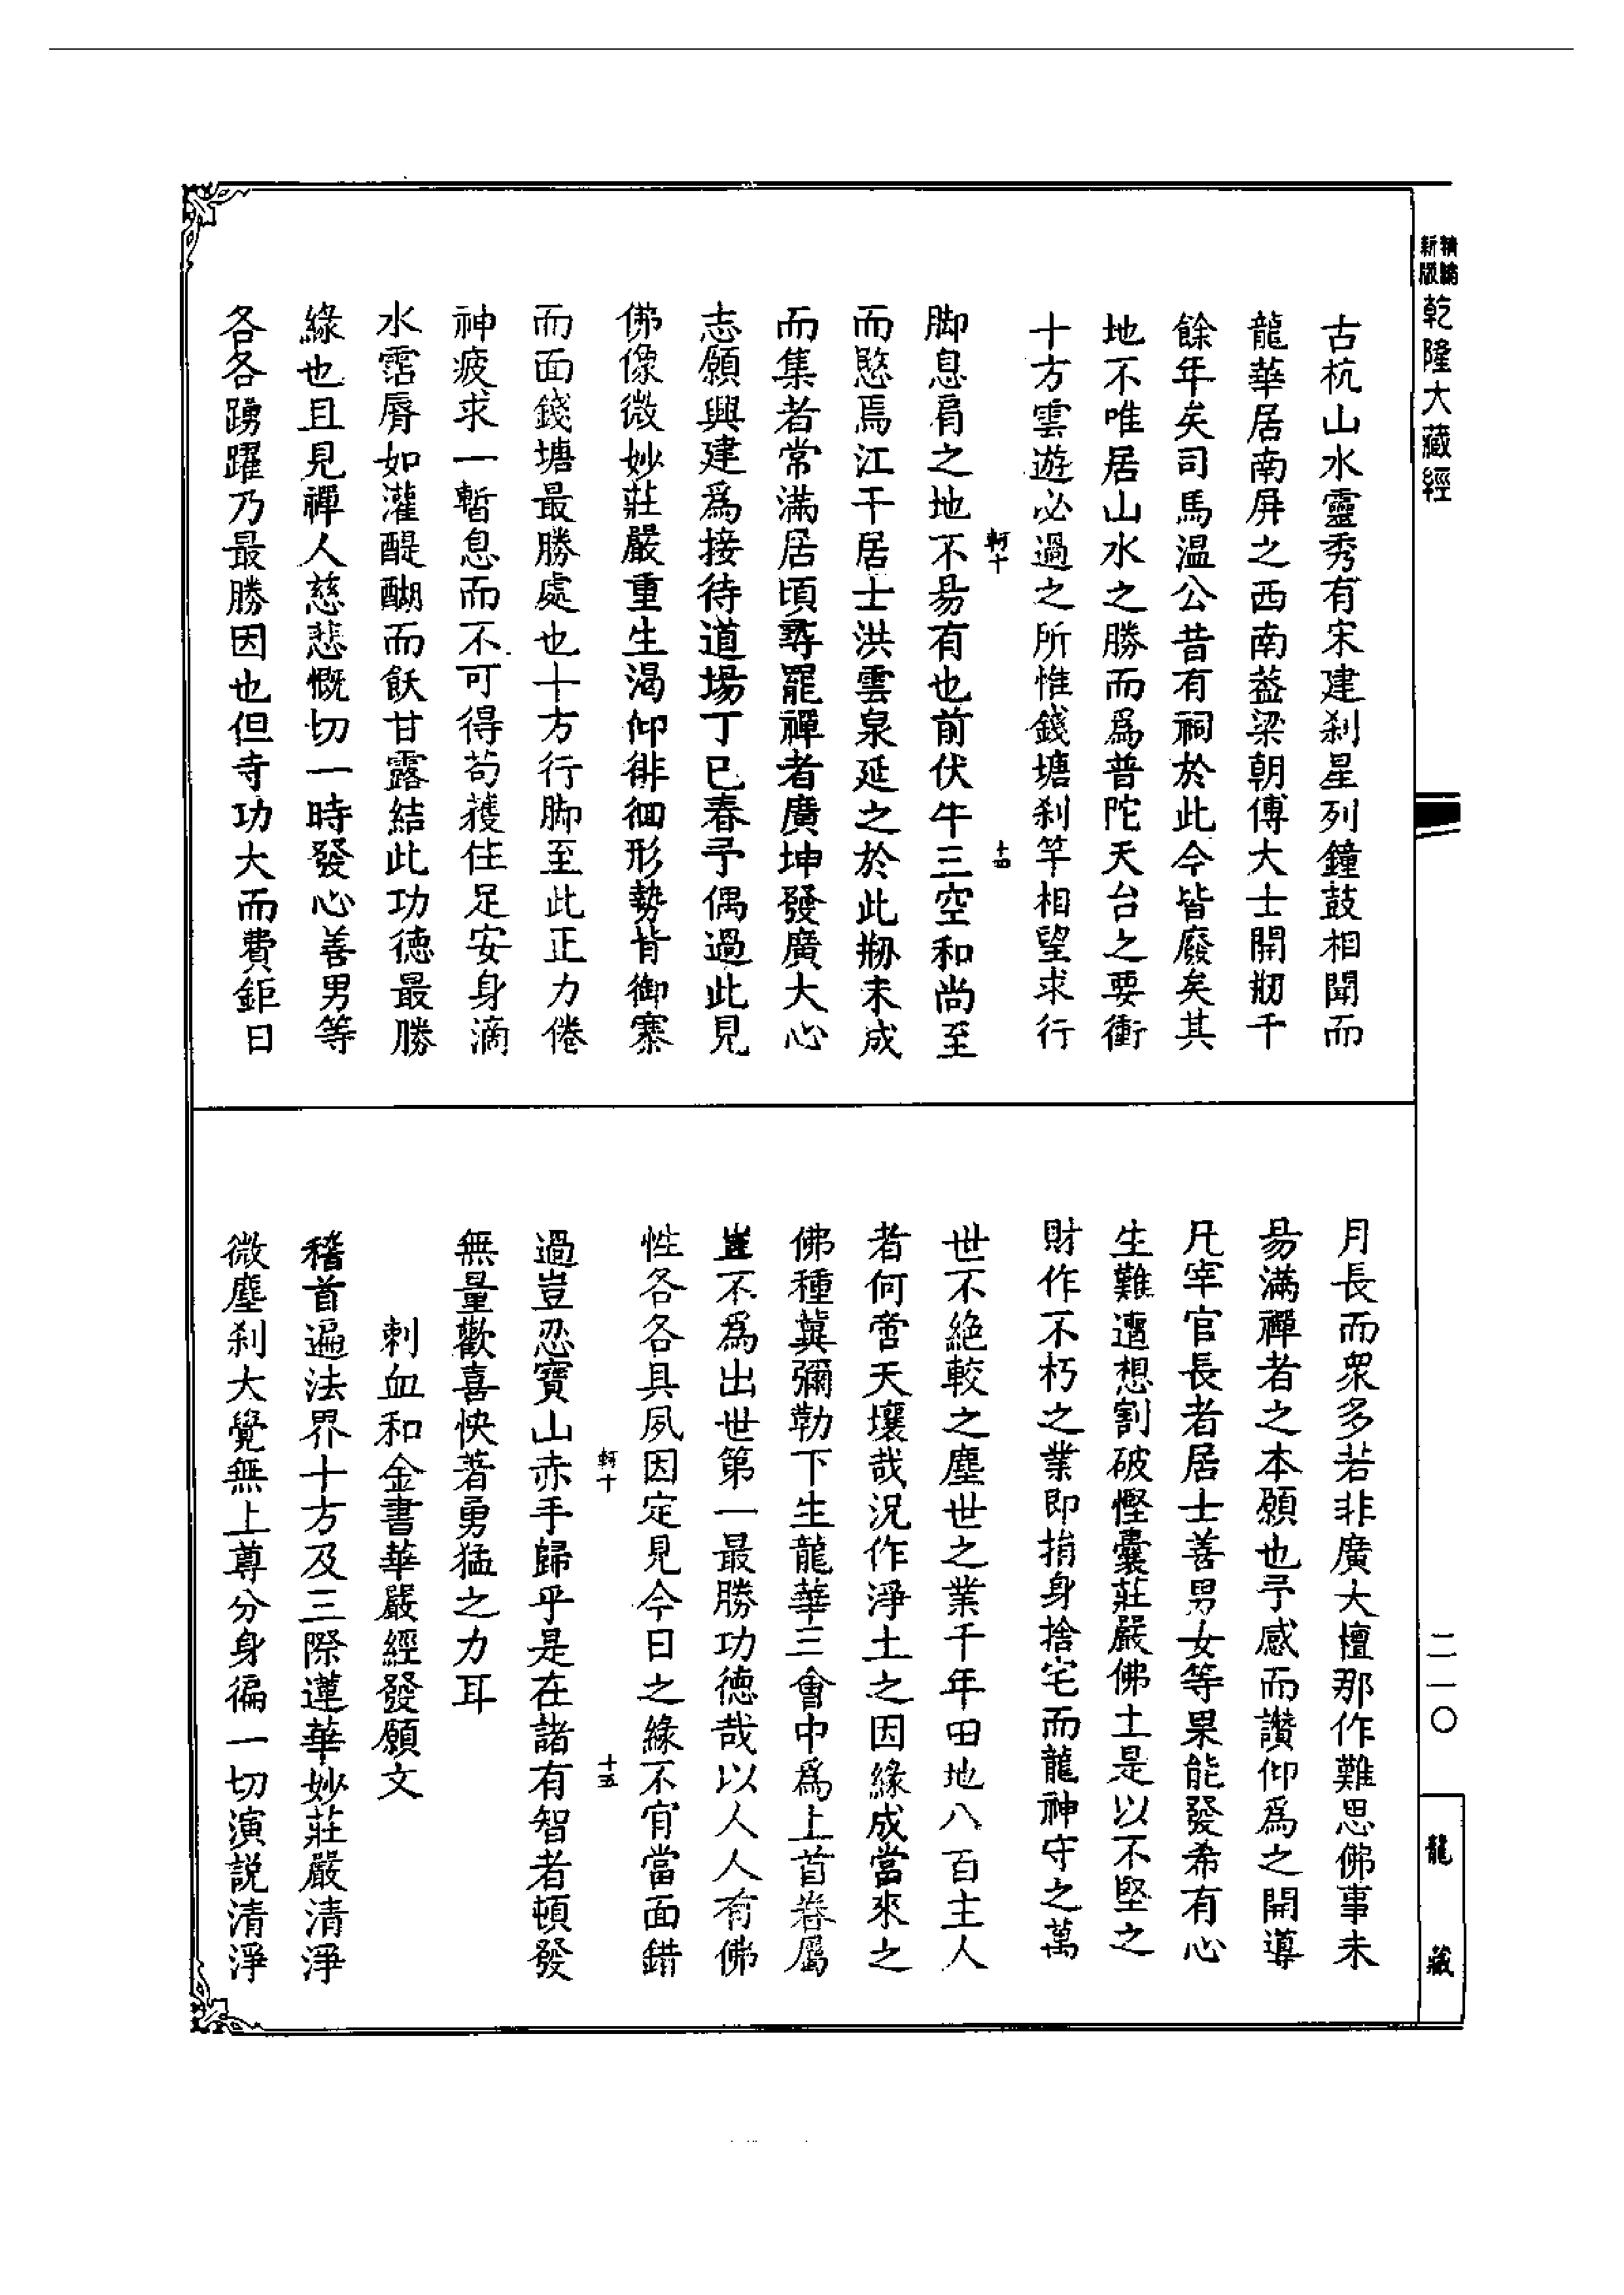 新編
新版
乾隆大藏經
古杭山水靈秀有宋建刹星列鐘鼓相聞而
龍華居南屏之西南葢梁朝傅大士開刱千
餘年矣司馬温公昔有祠於此今皆廢矣其
地不唯居山水之勝而爲普陀天台之要衝
十方雲遊必過之所惟錢塘刹竿相望求行
脚息肩之地不易有也前伏牛三空和尚至
軻十
十四
而愍焉江干居士洪雲泉延之於此刱未成
而集者常滿居頃尋罷禪者廣坤發廣大心
志願興建爲接待道場丁巳春予偶過此見
佛像微妙莊嚴重生渴仰徘徊形勢背御寨
而面錢塘最勝處也十方行脚至此正力倦
神疲求一暫息而不可得苟獲住足安身滴
水霑脣如灌醍醐而飫甘露結此功德最勝
緣也且見禪人慈悲慨切一時發心善男等
各各踴躍乃最勝因也但寺功大而費鉅日
月長而衆多若非廣大檀那作難思佛事未
易滿禪者之本願也予感而讃仰爲之開導
凡宰官長者居士善男女等果能發希有心
生難遭想割破慳囊莊嚴佛土是以不堅之
財作不朽之業即捐身捨宅而龍神守之萬
世不絶較之塵世之業千年田地八百主人
者何啻天壤哉況作淨土之因緣成當來之
佛種冀彌勒下生龍華三會中爲上首眷屬
豈不爲出世第一最勝功德哉以人人有佛
性各各具夙因定見今日之緣不肯當面錯
過豈忍寶山赤手歸乎是在諸有智者頓發
軻十
十五
無量歡喜快著勇猛之力耳
刺血和金書華嚴經發願文
稽首遍法界十方及三際蓮華妙莊嚴清淨
微塵刹大覺無上尊分身徧一切演説清淨
二一〇
龍藏